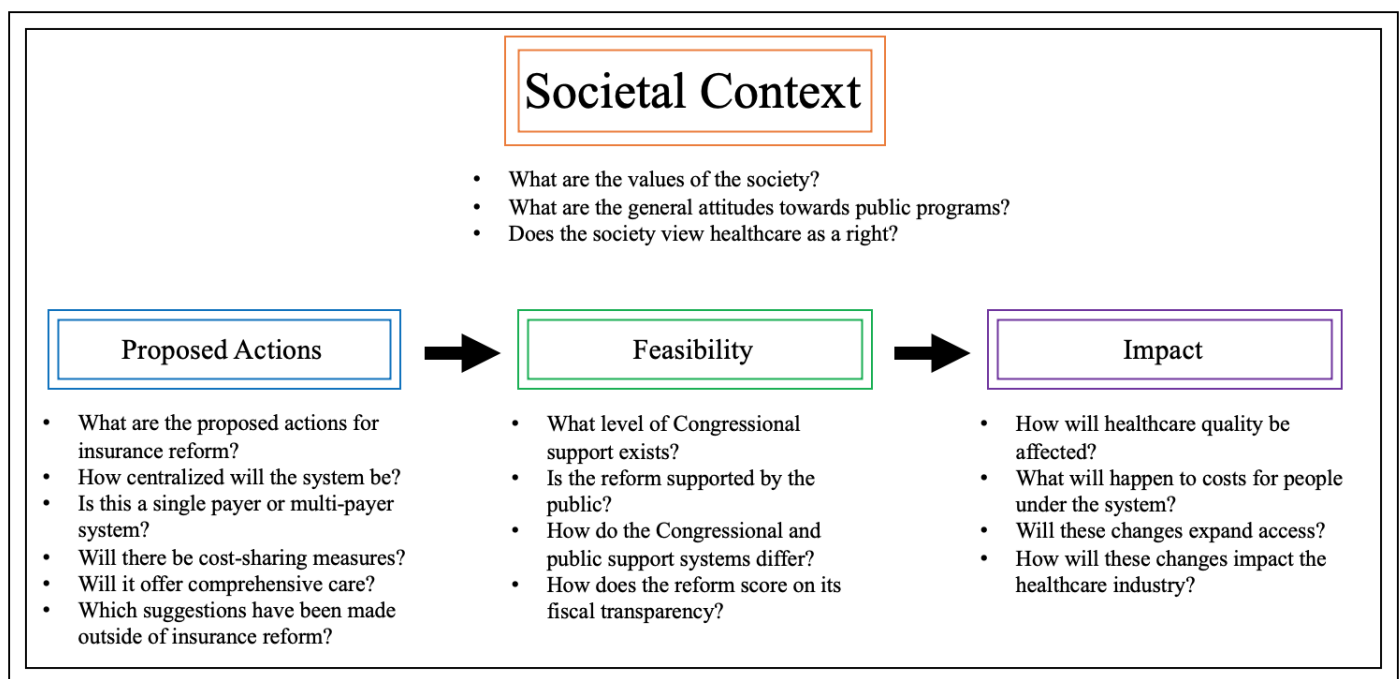 Societal Context
• What are the values of the society?
• What are the general attitudes towards public programs?
• Does the society view healthcare as a right?
Proposed Actions
• What are the proposed actions for
insurance reform?
• How centralized will the system be?
• Is this a single payer or multi-payer
system?
• Will there be cost-sharing measures?
• Will it offer comprehensive care?
• Which suggestions have been made
outside of insurance reform?
Feasibility
• What level of Congressional
support exists?
• Is the reform supported by the
public?
• How do the Congressional and
public support systems differ?
• How does the reform score on its
fiscal transparency?
Impact
• How will healthcare quality be
affected?
• What will happen to costs for people
under the system?
• Will these changes expand access?
• How will these changes impact the
healthcare industry?